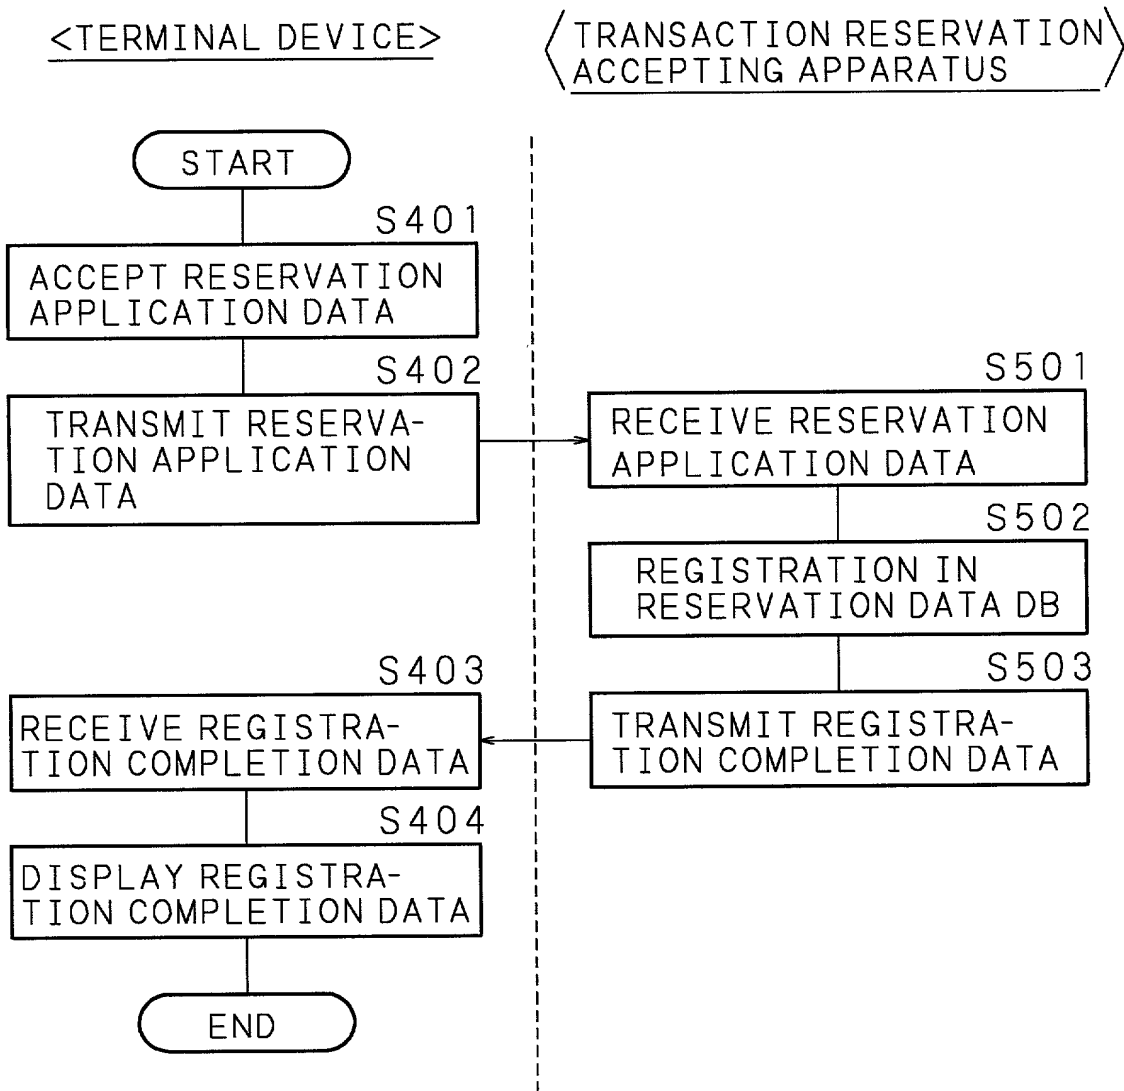 <TERMINAL DEVICE>
〈TRANSACTION RESERVATION
ACCEPTING APPARATUS〉
START
S401
ACCEPT RESERVATION
APPLICATION DATA
S402
TRANSMIT RESERVA-
TION APPLICATION
DATA
S501
RECEIVE RESERVATION
APPLICATION DATA
S502
REGISTRATION IN
RESERVATION DATA DB
S503
TRANSMIT REGISTRA-
TION COMPLETION DATA
S403
RECEIVE REGISTRA-
TION COMPLETION DATA
S404
DISPLAY REGISTRA-
TION COMPLETION DATA
END